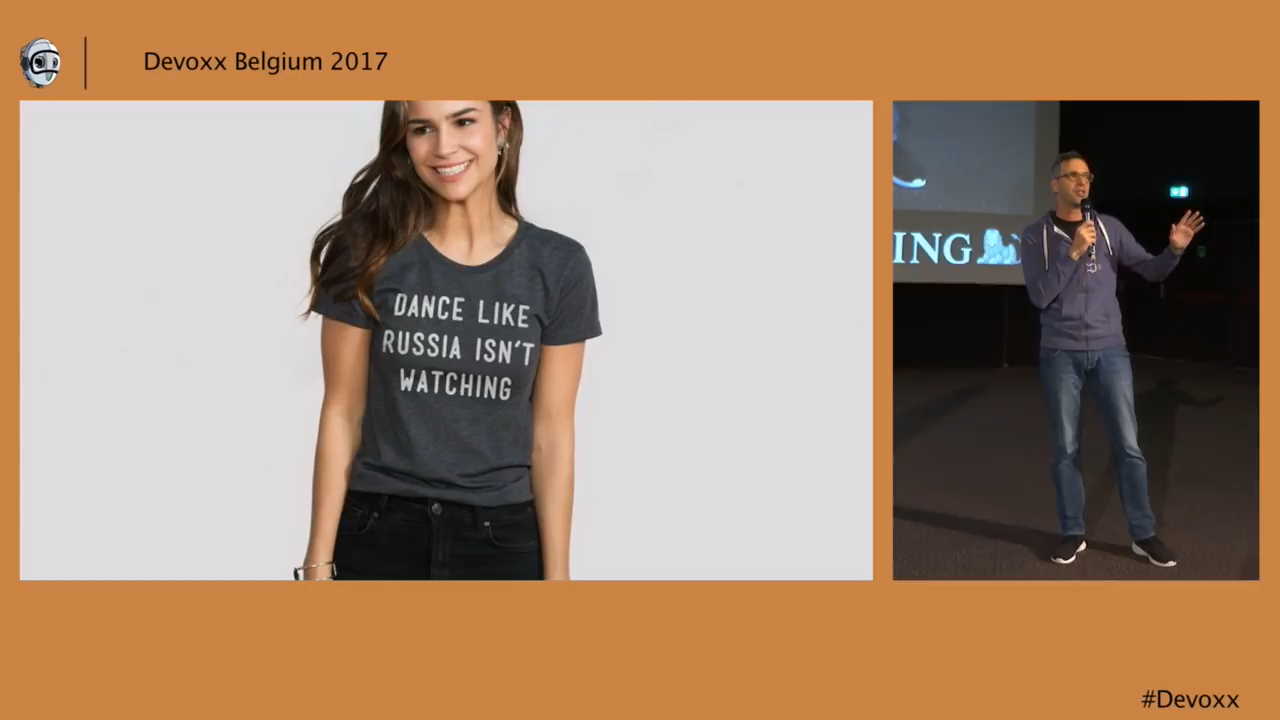 Devoxx Belgium 2017
DANCE LIKE
RUSSIA ISN'T
WATCHING
ING
#Devoxx